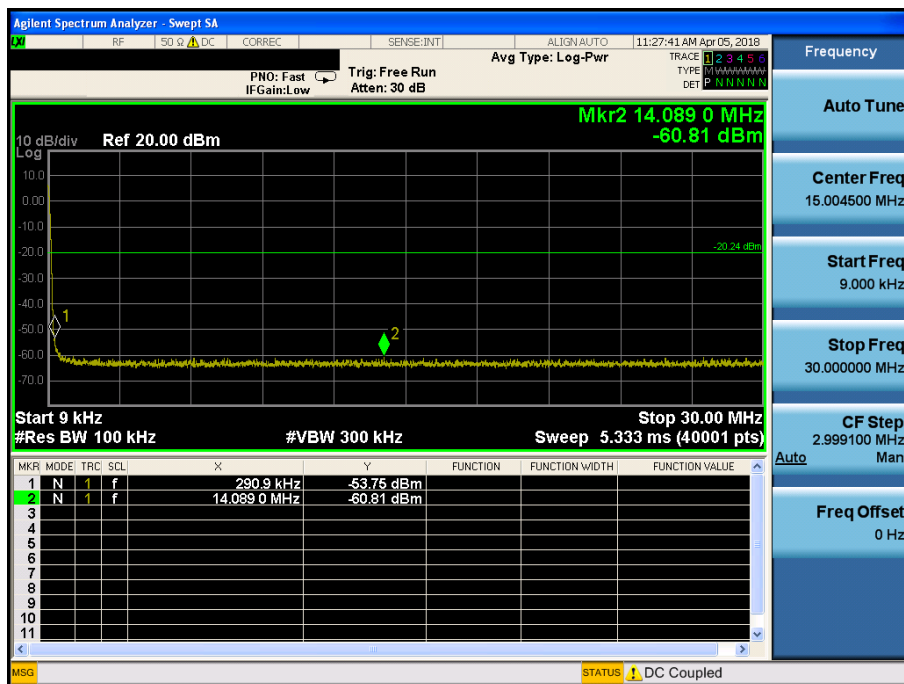 Agilent Spectrum Analyzer - Swept SA
LXI RF 50 Ω DC CORREC SENSE:INT ALIGNAUTO 11:27:41 AM Apr 05, 2018
Frequency
Avg Type: Log-Pwr
TRACE 1 2 3 4 5 6
PNO: Fast Trig: Free Run
TYPE M WWWWW
IFGain:Low Atten: 30 dB
DET P N N N N N
Auto Tune
Mkr2 14.089 0 MHz
10 dB/div Ref 20.00 dBm -60.81 dBm
Log
10.0
0.00
-10.0
-20.0
-30.0
-40.0
-50.0
-60.0
-70.0
-20.24 dBm
1
2
Center Freq
15.004500 MHz
Start Freq
9.000 kHz
Stop Freq
30.000000 MHz
Start 9 kHz Stop 30.00 MHz
#Res BW 100 kHz #VBW 300 kHz Sweep 5.333 ms (40001 pts)
CF Step
2.999100 MHz
Auto Man
MKR MODE TRC SCL X Y FUNCTION FUNCTION WIDTH FUNCTION VALUE
1 N 1 f 290.9 kHz -53.75 dBm
2 N 1 f 14.089 0 MHz -60.81 dBm
3
4
5
6
7
8
9
10
11
Freq Offset
0 Hz
MSG STATUS DC Coupled